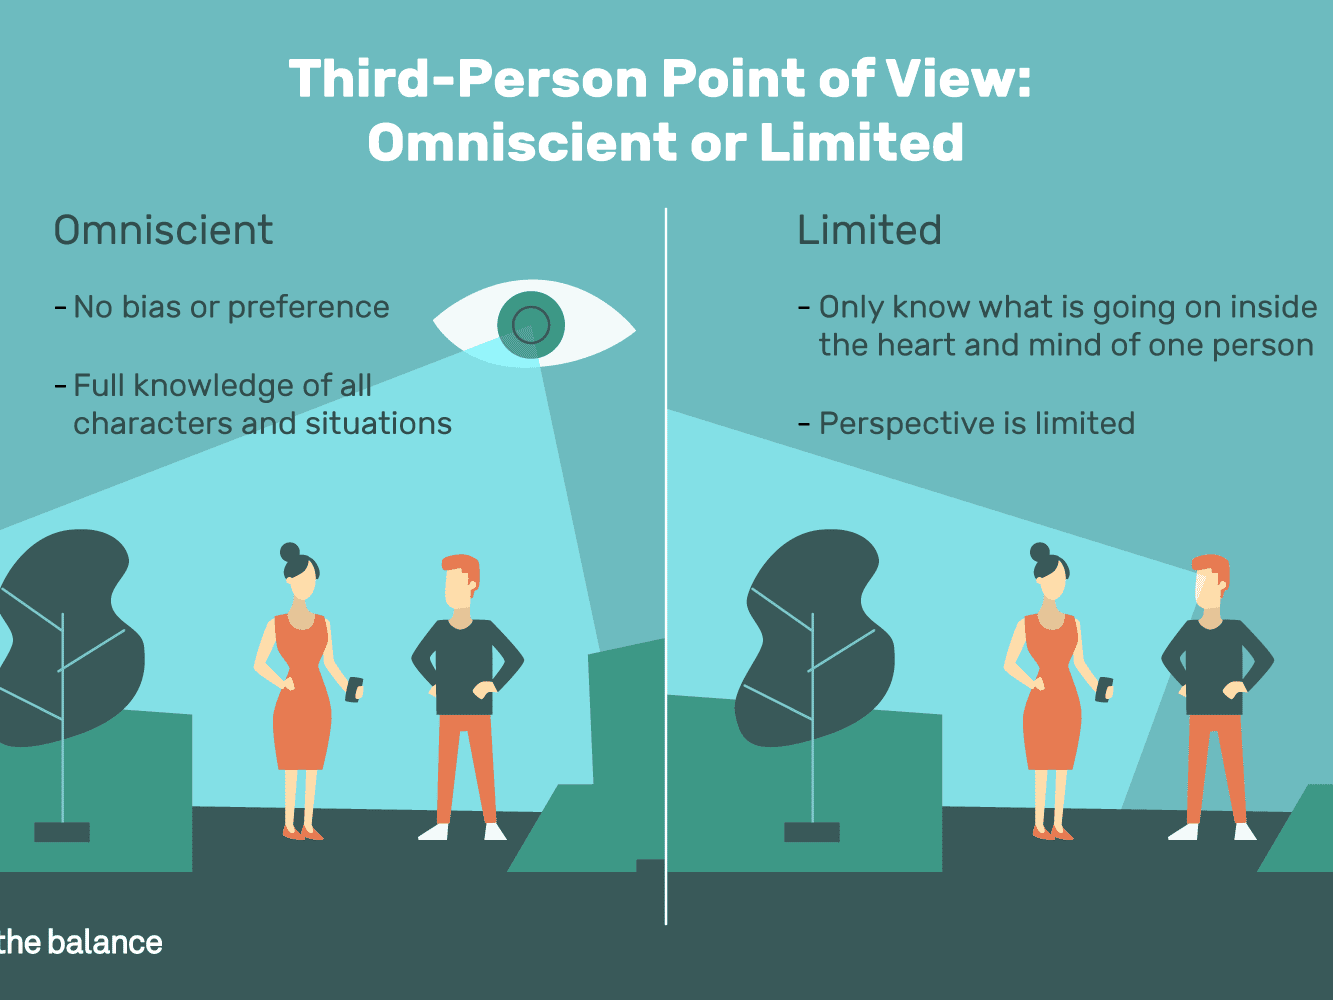 Third-Person Point of View:
Omniscient or Limited
Omniscient
- No bias or preference
- Full knowledge of all
characters and situations
Limited
- Only know what is going on inside
the heart and mind of one person
- Perspective is limited
the balance